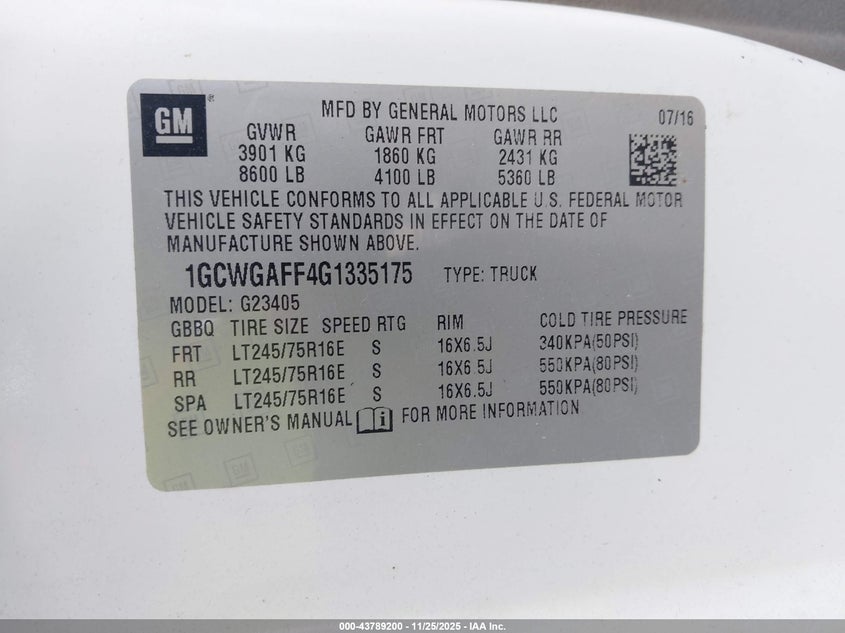 GM ®
MFD BY GENERAL MOTORS LLC 07/16
GVWR GAWR FRT GAWR RR
3901 KG 1860 KG 2431 KG
8600 LB 4100 LB 5360 LB
THIS VEHICLE CONFORMS TO ALL APPLICABLE U.S. FEDERAL MOTOR
VEHICLE SAFETY STANDARDS IN EFFECT ON THE DATE OF
MANUFACTURE SHOWN ABOVE.
1GCWGAFF4G1335175 TYPE: TRUCK
MODEL: G23405
GBBQ TIRE SIZE SPEED RTG RIM COLD TIRE PRESSURE
FRT LT245/75R16E S 16X6.5J 340KPA(50PSI)
RR LT245/75R16E S 16X6.5J 550KPA(80PSI)
SPA LT245/75R16E S 16X6.5J 550KPA(80PSI)
SEE OWNER'S MANUAL i FOR MORE INFORMATION
GM GM GM
000-43789200 - 11/25/2025 - IAA Inc.